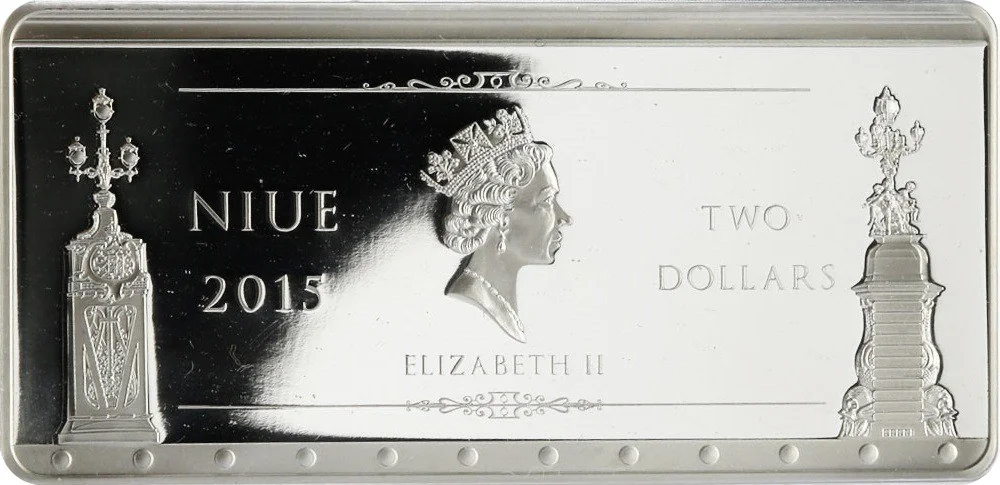 NIUE
2015
TWO
DOLLARS
ELIZABETH II